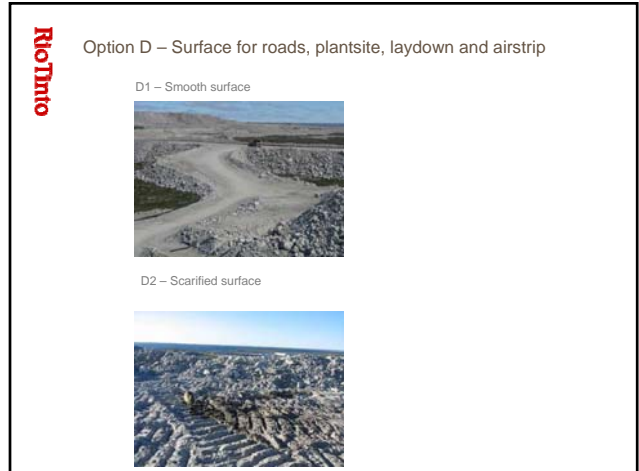 RioTinto
Option D – Surface for roads, plantsite, laydown and airstrip
D1 – Smooth surface
D2 – Scarified surface